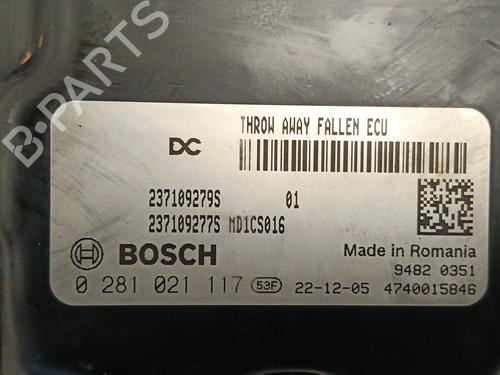 B-PARTS
THROW AWAY FALLEN ECU
DC
237109279S 01
237109277S MD1CS016
BOSCH
Made in Romania
9482 0351
0 281 021 117 53F 22-12-05 4740015846